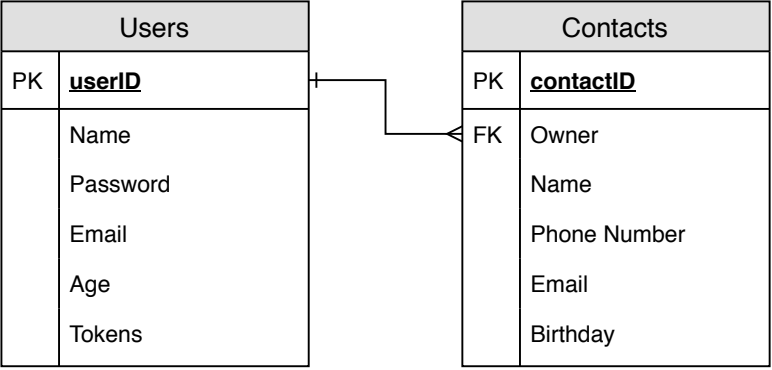 Users
PK userID
Name
Password
Email
Age
Tokens
Contacts
PK contactID
FK Owner
Name
Phone Number
Email
Birthday